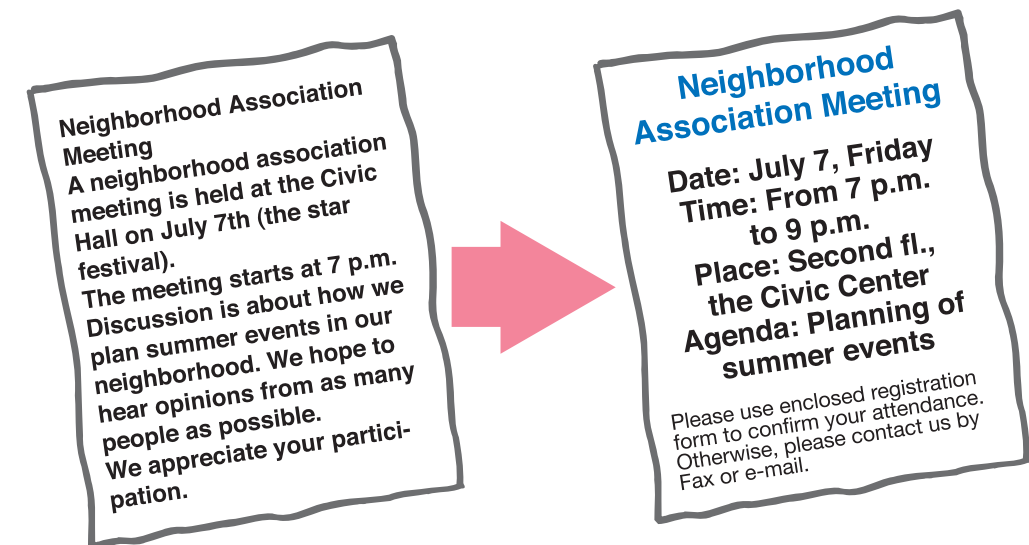 Neighborhood Association
Meeting
A neighborhood association
meeting is held at the Civic
Hall on July 7th (the star
festival).
The meeting starts at 7 p.m.
Discussion is about how we
plan summer events in our
neighborhood. We hope to
hear opinions from as many
people as possible.
We appreciate your partici-
pation.
Neighborhood
Association Meeting
Date: July 7, Friday
Time: From 7 p.m.
to 9 p.m.
Place: Second fl.,
the Civic Center
Agenda: Planning of
summer events
Please use enclosed registration
form to confirm your attendance.
Otherwise, please contact us by
Fax or e-mail.